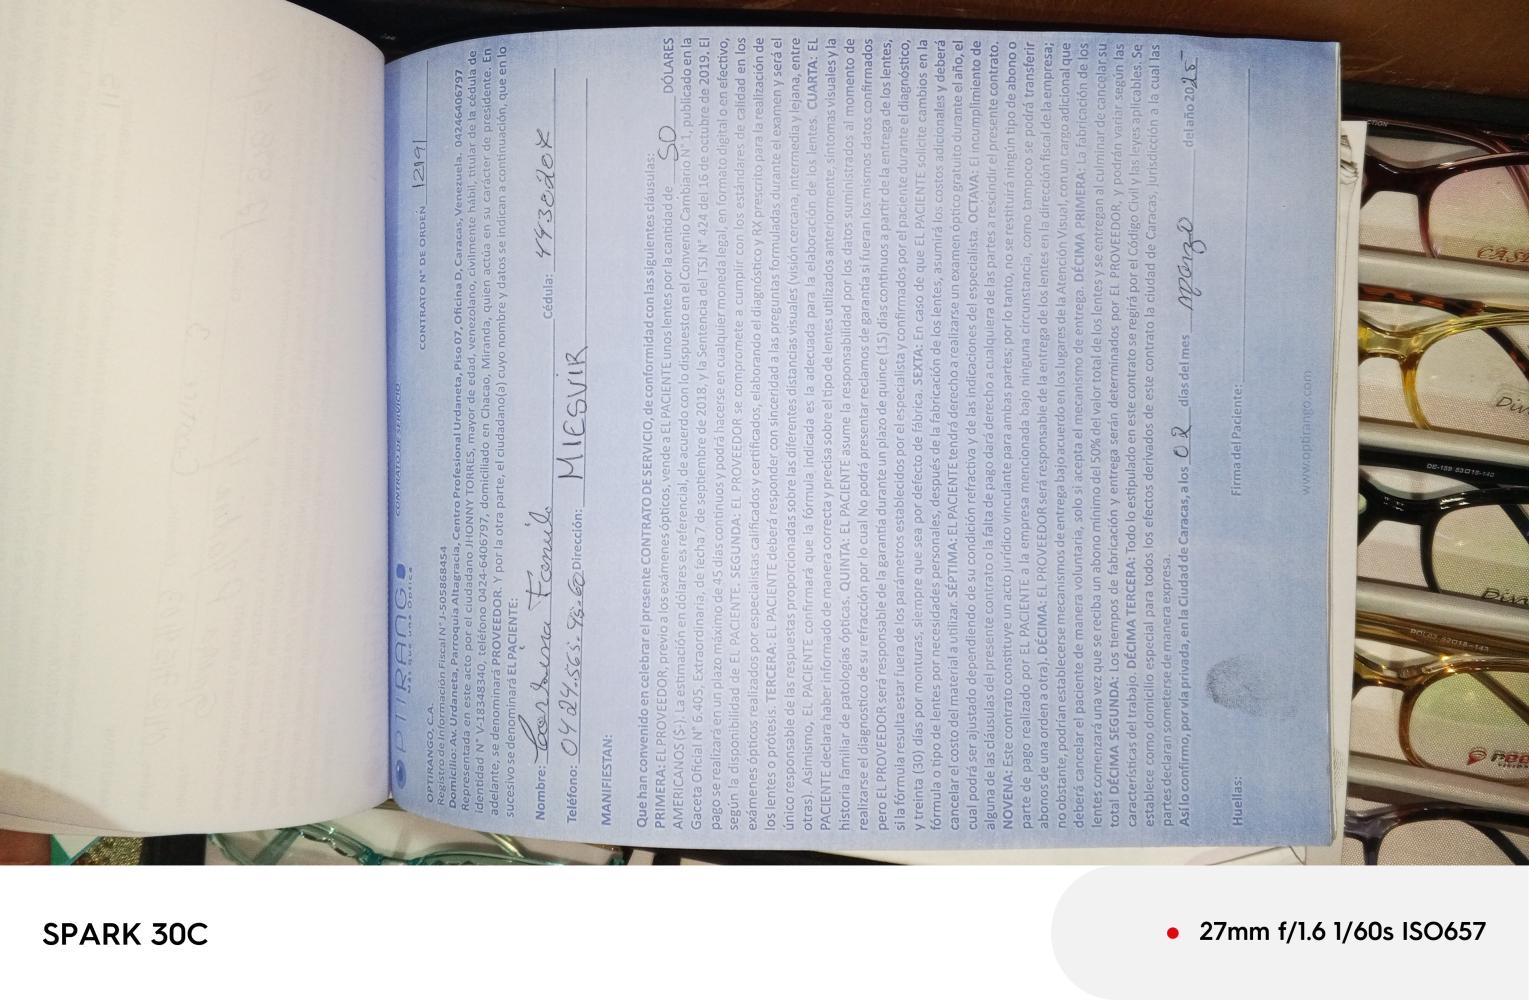 OPTIRANGO
MÁS QUE UNA ÓPTICA
CONTRATO DE SERVICIO
CONTRATO N° DE ORDEN 12191
OPTIRANGO, C.A.
Registro de Información Fiscal N° J-505868454
Domicilio: Av. Urdaneta, Parroquia Altagracia, Centro Profesional Urdaneta, Piso 07, Oficina D, Caracas, Venezuela. 04246406797
Representada en este acto por el ciudadano JHONNY TORRES, mayor de edad, venezolano, civilmente hábil, titular de la cédula de
identidad N° V-18348340, teléfono 0424-6406797, domiciliado en Chacao, Miranda, quien actúa en su carácter de presidente. En
adelante, se denominará PROVEEDOR. Y por la otra parte, el ciudadano(a) cuyo nombre y datos se indican a continuación, que en lo
sucesivo se denominará EL PACIENTE:
Nombre: Cédula:
Teléfono: Dirección: MIESVIR
MANIFIESTAN:
Que han convenido en celebrar el presente CONTRATO DE SERVICIO, de conformidad con las siguientes cláusulas:
PRIMERA: EL PROVEEDOR, previo a los exámenes ópticos, vende a EL PACIENTE unos lentes por la cantidad de 50 DÓLARES
AMERICANOS ($:). La estimación en dólares es referencial, de acuerdo con lo dispuesto en el Convenio Cambiario N° 1, publicado en la
Gaceta Oficial N° 6.405, Extraordinaria, de fecha 7 de septiembre de 2018, y la Sentencia del TSJ N° 424 del 16 de octubre de 2019. El
pago se realizará en un plazo máximo de 45 días continuos y podrá hacerse en cualquier moneda legal, en formato digital o en efectivo,
según la disponibilidad de EL PACIENTE. SEGUNDA: EL PROVEEDOR se compromete a cumplir con los estándares de calidad en los
exámenes ópticos realizados por especialistas calificados y certificados, elaborando el diagnóstico y RX prescrito para la realización de
los lentes o prótesis. TERCERA: EL PACIENTE deberá responder con sinceridad a las preguntas formuladas durante el examen y será el
único responsable de las respuestas proporcionadas sobre las diferentes distancias visuales (visión cercana, intermedia y lejana, entre
otras). Asimismo, EL PACIENTE confirmará que la fórmula indicada es la adecuada para la elaboración de los lentes. CUARTA: EL
PACIENTE declara haber informado de manera correcta y precisa sobre el tipo de lentes utilizados anteriormente, síntomas visuales y la
historia familiar de patologías ópticas. QUINTA: EL PACIENTE asume la responsabilidad por los datos suministrados al momento de
realizarse el diagnostico de su refracción por lo cual No podrá presentar reclamos de garantía si fueran los mismos datos confirmados
pero EL PROVEEDOR será responsable de la garantía durante un plazo de quince (15) días continuos a partir de la entrega de los lentes,
si la fórmula resulta estar fuera de los parámetros establecidos por el especialista y confirmados por el paciente durante el diagnóstico,
y treinta (30) días por monturas, siempre que sea por defecto de fábrica. SEXTA: En caso de que EL PACIENTE solicite cambios en la
fórmula o tipo de lentes por necesidades personales, después de la fabricación de los lentes, asumirá los costos adicionales y deberá
cancelar el costo del material a utilizar. SÉPTIMA: EL PACIENTE tendrá derecho a realizarse un examen óptico gratuito durante el año, el
cual podrá ser ajustado dependiendo de su condición refractiva y de las indicaciones del especialista. OCTAVA: El incumplimiento de
alguna de las cláusulas del presente contrato o la falta de pago dará derecho a cualquiera de las partes a rescindir el presente contrato.
NOVENA: Este contrato constituye un acto jurídico vinculante para ambas partes; por lo tanto, no se restituirá ningún tipo de abono o
parte de pago realizado por EL PACIENTE a la empresa mencionada bajo ninguna circunstancia, como tampoco se podrá transferir
abonos de una orden a otra). DÉCIMA: EL PROVEEDOR será responsable de la entrega de los lentes en la dirección fiscal de la empresa;
no obstante, podrían establecerse mecanismos de entrega bajo acuerdo en los lugares de la Atención Visual, con un cargo adicional que
deberá cancelar el paciente de manera voluntaria, solo si acepta el mecanismo de entrega. DÉCIMA PRIMERA: La fabricación de los
lentes comenzará una vez que se reciba un abono mínimo del 50% del valor total de los lentes y se entregan al culminar de cancelar su
total DÉCIMA SEGUNDA: Los tiempos de fabricación y entrega serán determinados por EL PROVEEDOR, y podrán variar según las
características del trabajo. DÉCIMA TERCERA: Todo lo estipulado en este contrato se regirá por el Código Civil y las leyes aplicables. Se
establece como domicilio especial para todos los efectos derivados de este contrato la ciudad de Caracas, jurisdicción a la cual las
partes declaran someterse de manera expresa.
Así lo confirmo, por vía privada, en la Ciudad de Caracas, a los 02 días del mes Marzo del año 2025
Huellas: Firma del Paciente:
www.optirango.com
SPARK 30C
27mm f/1.6 1/60s ISO657